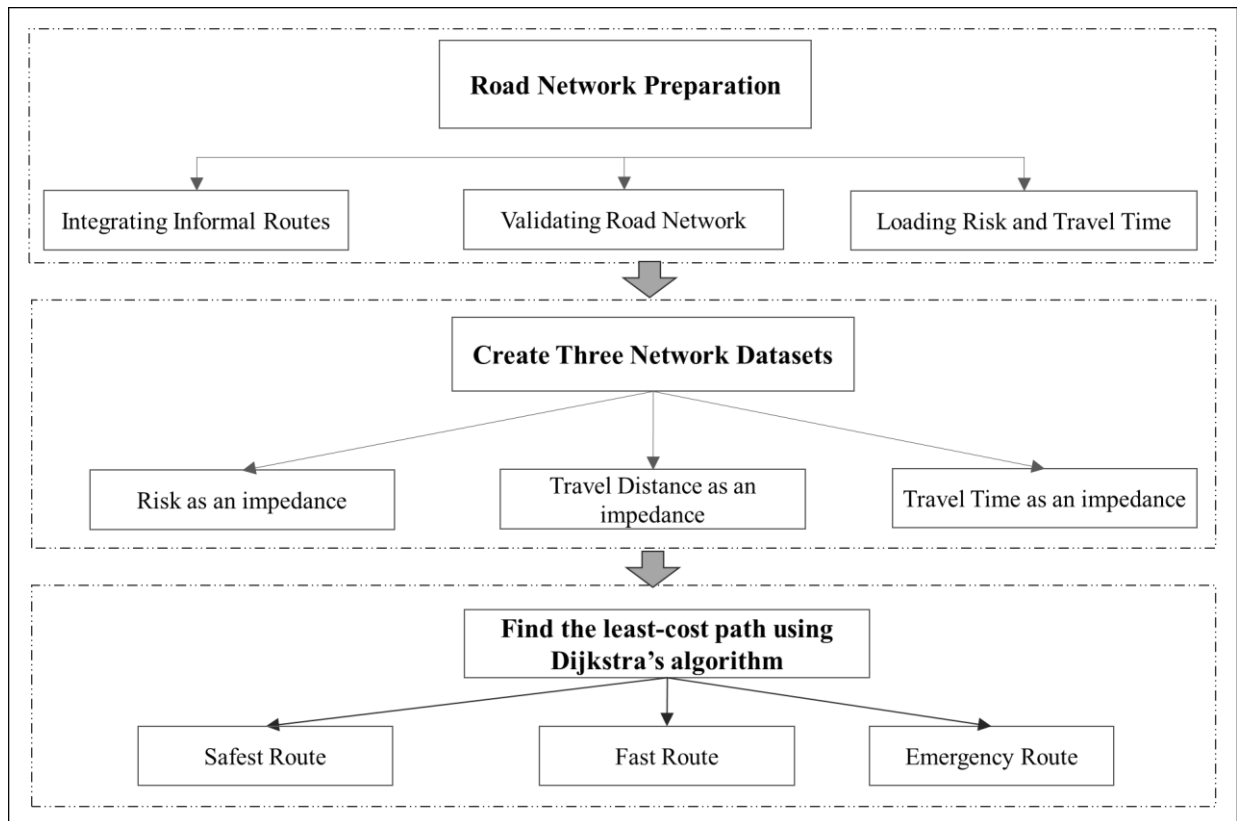 Road Network Preparation
Integrating Informal Routes
Validating Road Network
Loading Risk and Travel Time
Create Three Network Datasets
Risk as an impedance
Travel Distance as an
impedance
Travel Time as an impedance
Find the least-cost path using
Dijkstra’s algorithm
Safest Route
Fast Route
Emergency Route